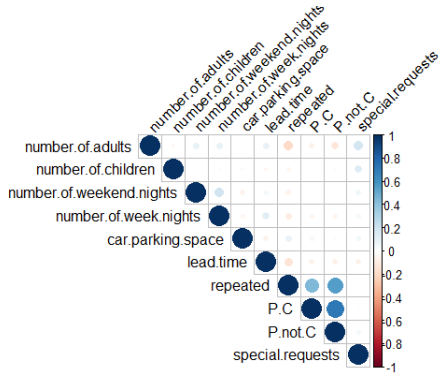 number.of.adults
number.of.children
number.of.weekend.nights
number.of.week.nights
car.parking.space
lead.time
repeated
P.C
P.not.C
special.requests
number.of.adults
number.of.children
number.of.weekend.nights
number.of.week.nights
car.parking.space
lead.time
repeated
P.C
P.not.C
special.requests
1
0.8
0.6
0.4
0.2
0
-0.2
-0.4
-0.6
-0.8
-1